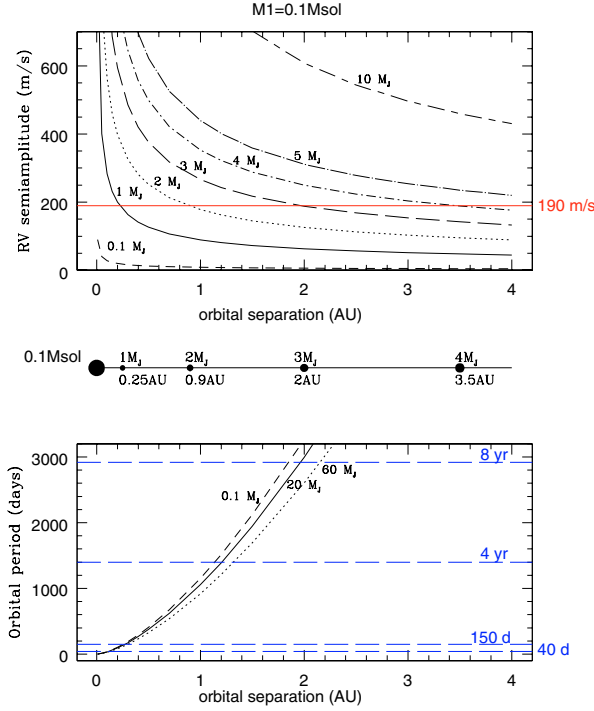 M1=0.1Msol
RV semiamplitude (m/s)
600
400
200
0
10 MJ
5 MJ
4 MJ
3 MJ
2 MJ
1 MJ
0.1 MJ
190 m/s
0 1 2 3 4
orbital separation (AU)
0.1Msol
1MJ 2MJ 3MJ 4MJ
0.25AU 0.9AU 2AU 3.5AU
Orbital period (days)
3000
2000
1000
0
8 yr
60 MJ
20 MJ
0.1 MJ
4 yr
150 d
40 d
0 1 2 3 4
orbital separation (AU)